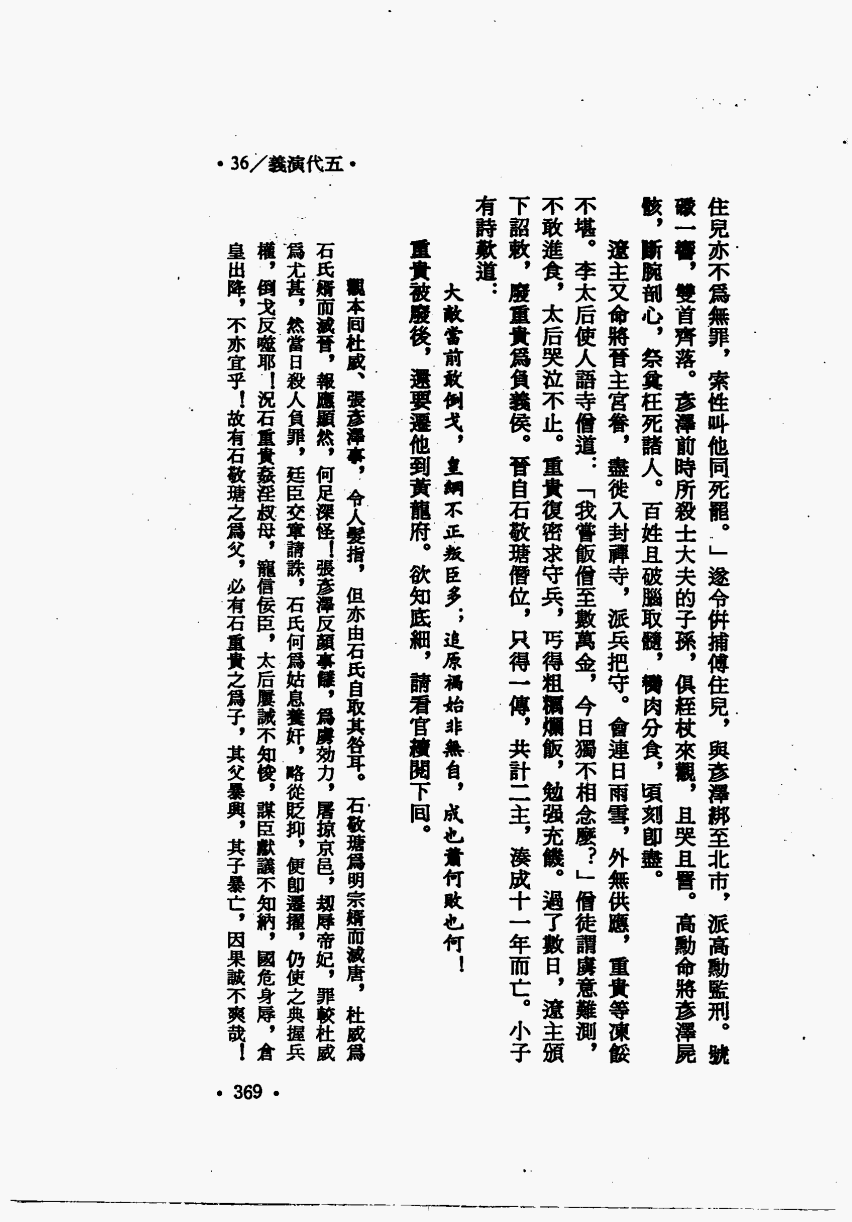 •36/義演代五•
住兒亦不爲無罪，索性叫他同死罷。」遂令倂捕傅住兒，與彥澤綁至北市，派高勳監刑。號
礮一響，雙首齊落。彥澤前時所殺士大夫的子孫，俱絰杖來觀，且哭且詈。高勳命將彥澤屍
骸，斷腕剖心，祭奠枉死諸人。百姓且破腦取髓，臠肉分食，頃刻卽盡。
遼主又命將晉主宮眷，盡徙入封禪寺，派兵把守。會連日雨雪，外無供應，重貴等凍餒
不堪。李太后使人語寺僧道：「我嘗飯僧至數萬金，今日獨不相念麼？」僧徒謂虜意難測，
不敢進食，太后哭泣不止。重貴復密求守兵，丐得粗糲爛飯，勉强充饑。過了數日，遼主頒
下詔敕，廢重貴爲負義侯。晉自石敬瑭僭位，只得一傳，共計二主，湊成十一年而亡。小子
有詩歎道：
大敵當前敢倒戈，皇綱不正叛臣多；追原禍始非無自，成也蕭何敗也何！
重貴被廢後，還要遷他到黃龍府。欲知底細，請看官續閱下回。
觀本囘杜威、張彥澤事，令人髮指，但亦由石氏自取其咎耳。石敬瑭爲明宗婿而滅唐，杜威爲
石氏婿而滅晉，報應顯然，何足深怪！張彥澤反顏事讎，爲虜効力，屠掠京邑，刼辱帝妃，罪較杜威
爲尤甚，然當日殺人負罪，廷臣交章請誅，石氏何爲姑息養奸，略從貶抑，便卽遷擢，仍使之典握兵
權，倒戈反噬耶！況石重貴姦淫叔母，寵信佞臣，太后屢誡不知悛，謀臣獻議不知納，國危身辱，倉
皇出降，不亦宜乎！故有石敬瑭之爲父，必有石重貴之爲子，其父暴興，其子暴亡，因果誠不爽哉！
•369•